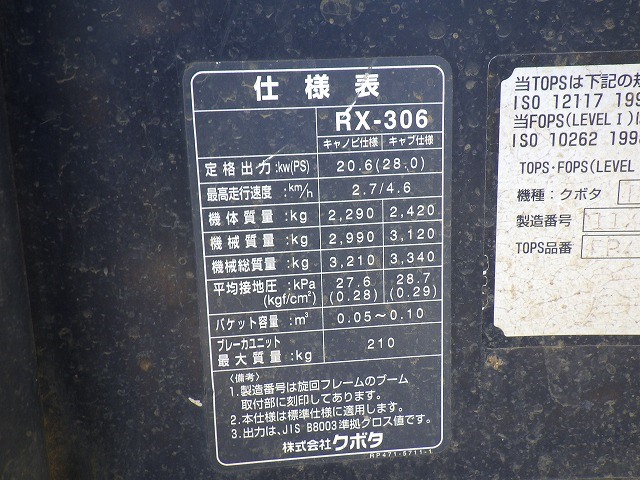 仕様表
RX-306
キャノピ仕様 キャブ仕様
定格出力:kw(PS) 20.6(28.0)
最高走行速度:km/h 2.7/4.6
機体質量:kg 2,290 2,420
機械質量:kg 2,990 3,120
機械総質量:kg 3,210 3,340
平均接地圧:kPa 27.6 28.7
(kgf/cm²) (0.28) (0.29)
バケット容量:m³ 0.05~0.10
ブレーカユニット
最大質量:kg 210
〈備考〉
1.製造番号は旋回フレームのブーム
取付部に刻印してあります。
2.本仕様は標準仕様に適用します。
3.出力は、JIS B8003準拠グロス値です。
株式会社クボタ
RP471-5711-1
当TOPSは下記の規
ISO 12117 199
当FOPS(LEVEL I)は
ISO 10262 199
TOPS・FOPS(LEVEL
機種:クボタ
製造番号
TOPS品番